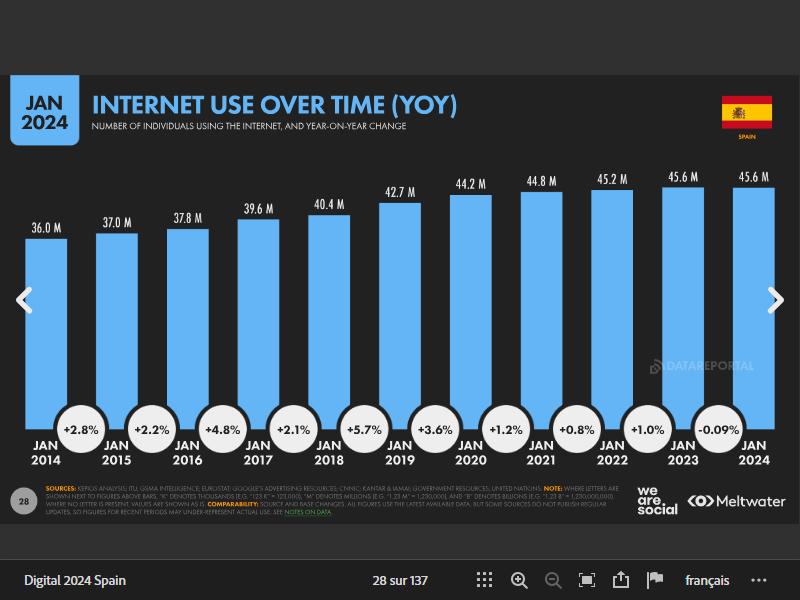 JAN
2024
INTERNET USE OVER TIME (YOY)
NUMBER OF INDIVIDUALS USING THE INTERNET, AND YEAR-ON-YEAR CHANGE
SPAIN
36.0 M
37.0 M
37.8 M
39.6 M
40.4 M
42.7 M
44.2 M
44.8 M
45.2 M
45.6 M
45.6 M
DATAREPORTAL
+2.8%
+2.2%
+4.8%
+2.1%
+5.7%
+3.6%
+1.2%
+0.8%
+1.0%
-0.09%
JAN
2014
JAN
2015
JAN
2016
JAN
2017
JAN
2018
JAN
2019
JAN
2020
JAN
2021
JAN
2022
JAN
2023
JAN
2024
28
SOURCES: KEPIOS ANALYSIS; ITU; GSMA INTELLIGENCE; EUROSTAT; GOOGLE'S ADVERTISING RESOURCES; CNNIC; KANTAR & IAMAI; GOVERNMENT RESOURCES; UNITED NATIONS. NOTE: WHERE LETTERS ARE
SHOWN NEXT TO FIGURES ABOVE BARS, "K" DENOTES THOUSANDS (E.G. "123 K" = 123,000), "M" DENOTES MILLIONS (E.G. "1.23 M" = 1,230,000), AND "B" DENOTES BILLIONS (E.G. "1.23 B" = 1,230,000,000).
WHERE NO LETTER IS PRESENT, VALUES ARE SHOWN AS IS. COMPARABILITY: SOURCE AND BASE CHANGES. ALL FIGURES USE THE LATEST AVAILABLE DATA, BUT SOME SOURCES DO NOT PUBLISH REGULAR
UPDATES, SO FIGURES FOR RECENT PERIODS MAY UNDER-REPRESENT ACTUAL USE. SEE NOTES ON DATA.
we
are.
social
Meltwater
Digital 2024 Spain
28 sur 137
français